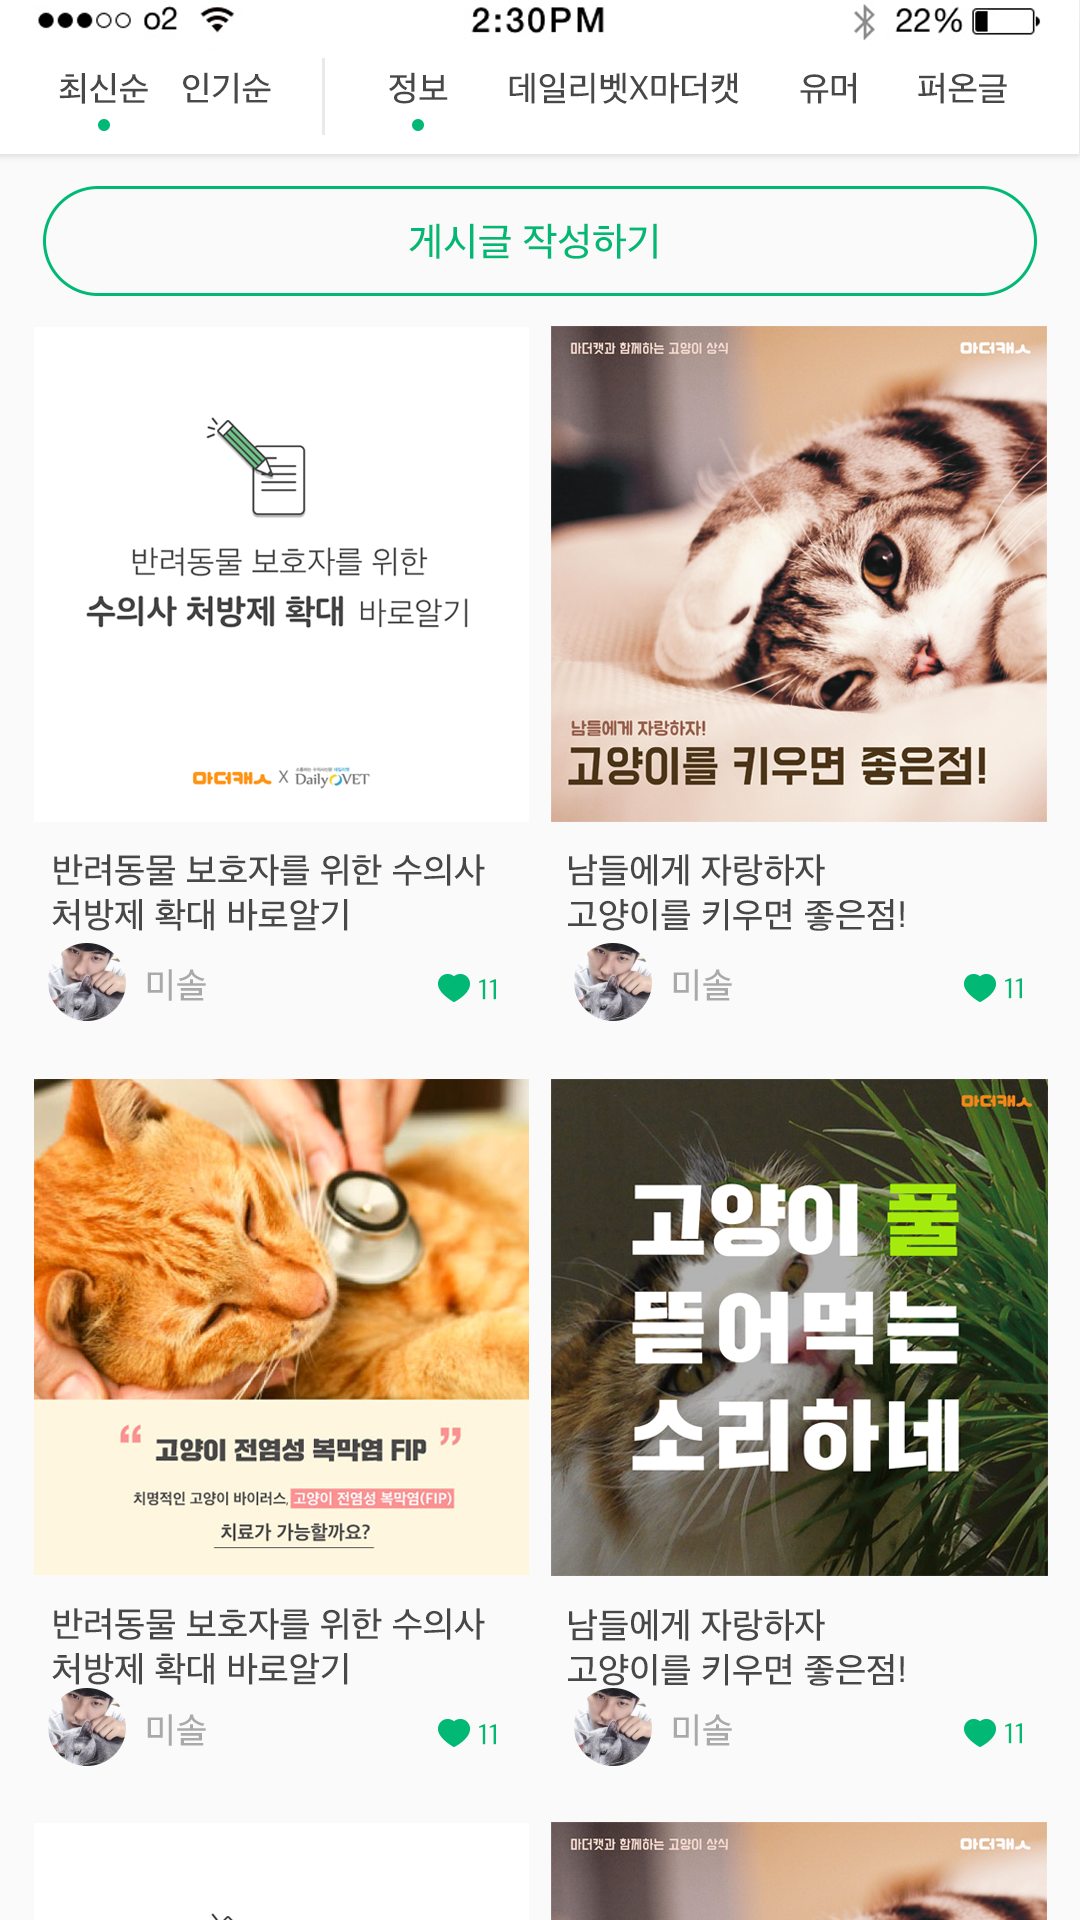 o2 2:30PM 22%
최신순 인기순 정보 데일리벳X마더캣 유머 퍼온글
게시글 작성하기
반려동물 보호자를 위한
수의사 처방제 확대 바로알기
마더캣 X DailyVET
마더캣과 함께하는 고양이 상식 마더캣
남들에게 자랑하자!
고양이를 키우면 좋은점!
반려동물 보호자를 위한 수의사
처방제 확대 바로알기
미솔 11
남들에게 자랑하자
고양이를 키우면 좋은점!
미솔 11
“ 고양이 전염성 복막염 FIP ”
치명적인 고양이 바이러스, 고양이 전염성 복막염(FIP)
치료가 가능할까요?
마더캣
고양이 풀
뜯어먹는
소리하네
반려동물 보호자를 위한 수의사
처방제 확대 바로알기
미솔 11
남들에게 자랑하자
고양이를 키우면 좋은점!
미솔 11
마더캣과 함께하는 고양이 상식 마더캣